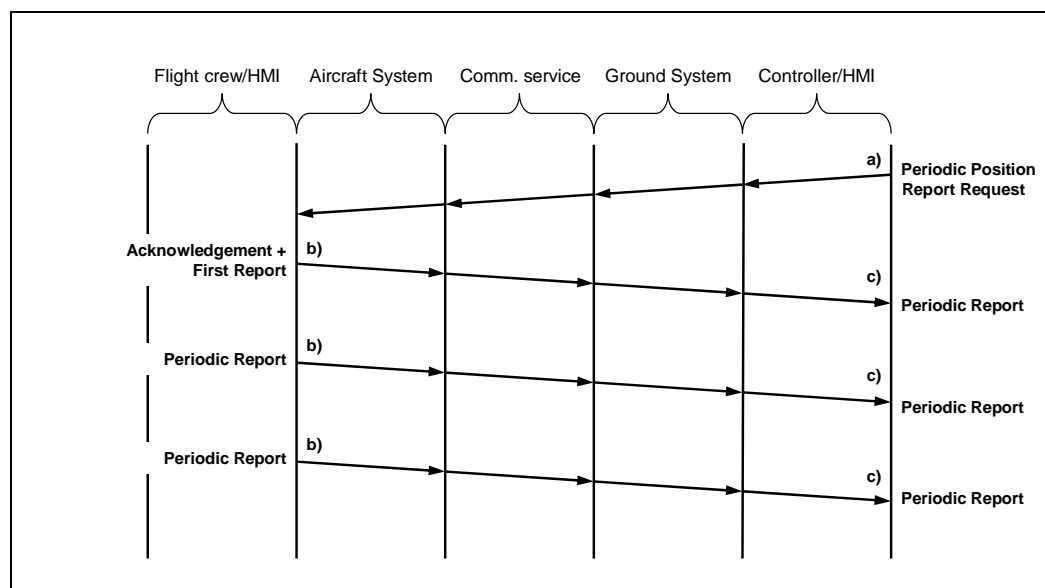 Flight crew/HMI Aircraft System Comm. service Ground System Controller/HMI
a)
Periodic Position
Report Request
Acknowledgement +
First Report
b)
c)
Periodic Report
Periodic Report
b)
c)
Periodic Report
Periodic Report
b)
c)
Periodic Report